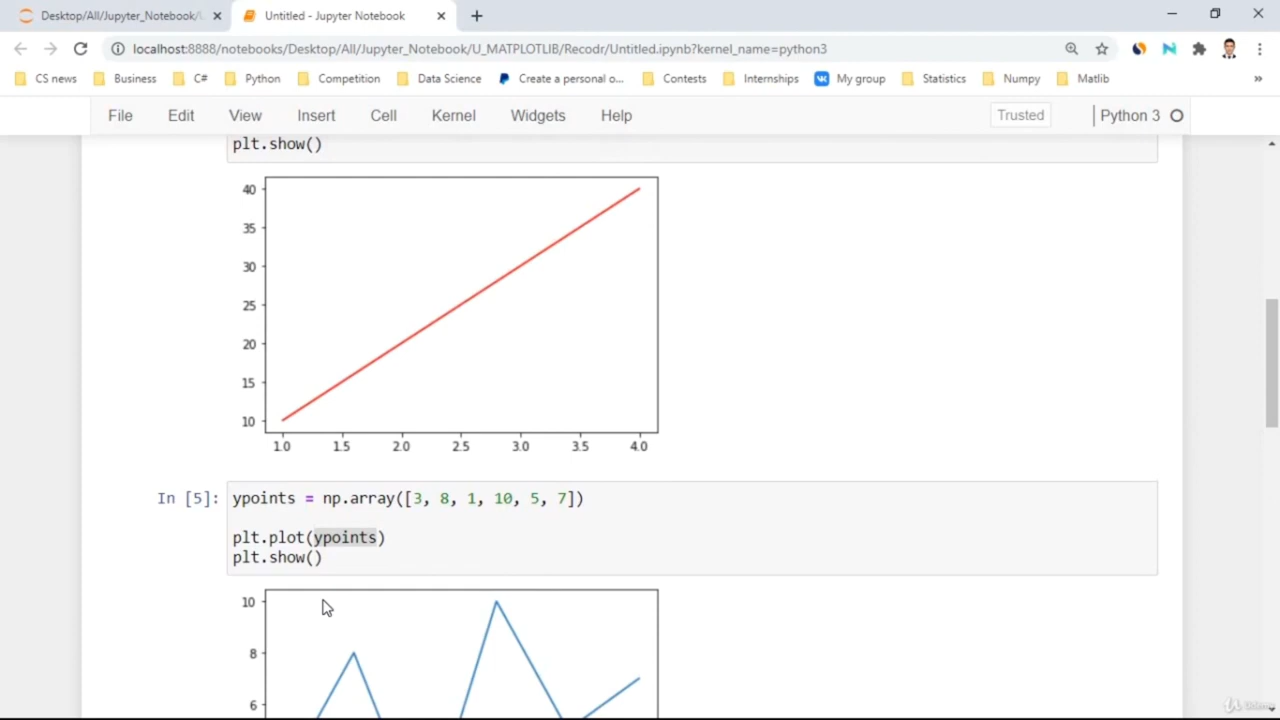 Desktop/All/Jupyter_Notebook/U
Untitled - Jupyter Notebook
localhost:8888/notebooks/Desktop/All/Jupyter_Notebook/U_MATPLOTLIB/Recodr/Untitled.ipynb?kernel_name=python3
CS news Business C# Python Competition Data Science Create a personal o... Contests Internships My group Statistics Numpy Matlib »
File Edit View Insert Cell Kernel Widgets Help Trusted Python 3
plt.show()
40
35
30
25
20
15
10
1.0 1.5 2.0 2.5 3.0 3.5 4.0
In [5]: ypoints = np.array([3, 8, 1, 10, 5, 7])
plt.plot(ypoints)
plt.show()
10
8
6
Udemy